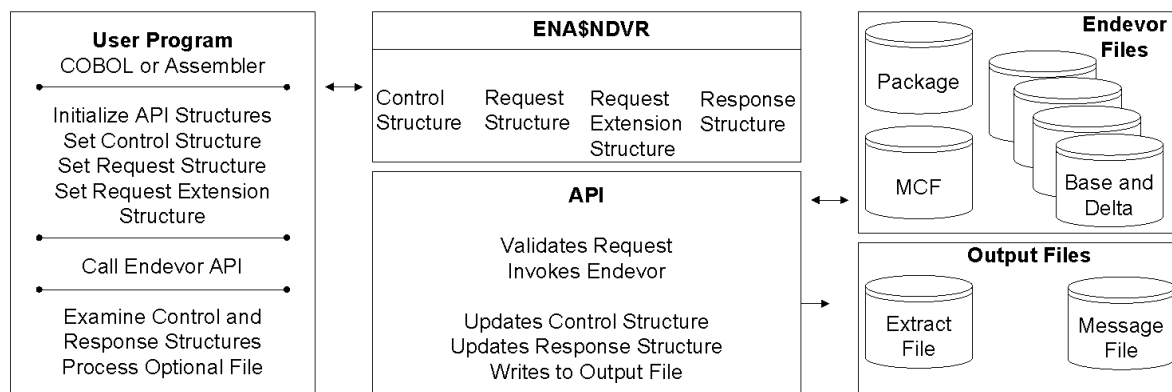 User Program
COBOL or Assembler
Initialize API Structures
Set Control Structure
Set Request Structure
Set Request Extension
Structure
Call Endevor API
Examine Control and
Response Structures
Process Optional File
ENA$NDVR
Control
Structure
Request
Structure
Request
Extension
Structure
Response
Structure
API
Validates Request
Invokes Endevor
Updates Control Structure
Updates Response Structure
Writes to Output File
Endevor
Files
Package
MCF
Base and
Delta
Output Files
Extract
File
Message
File